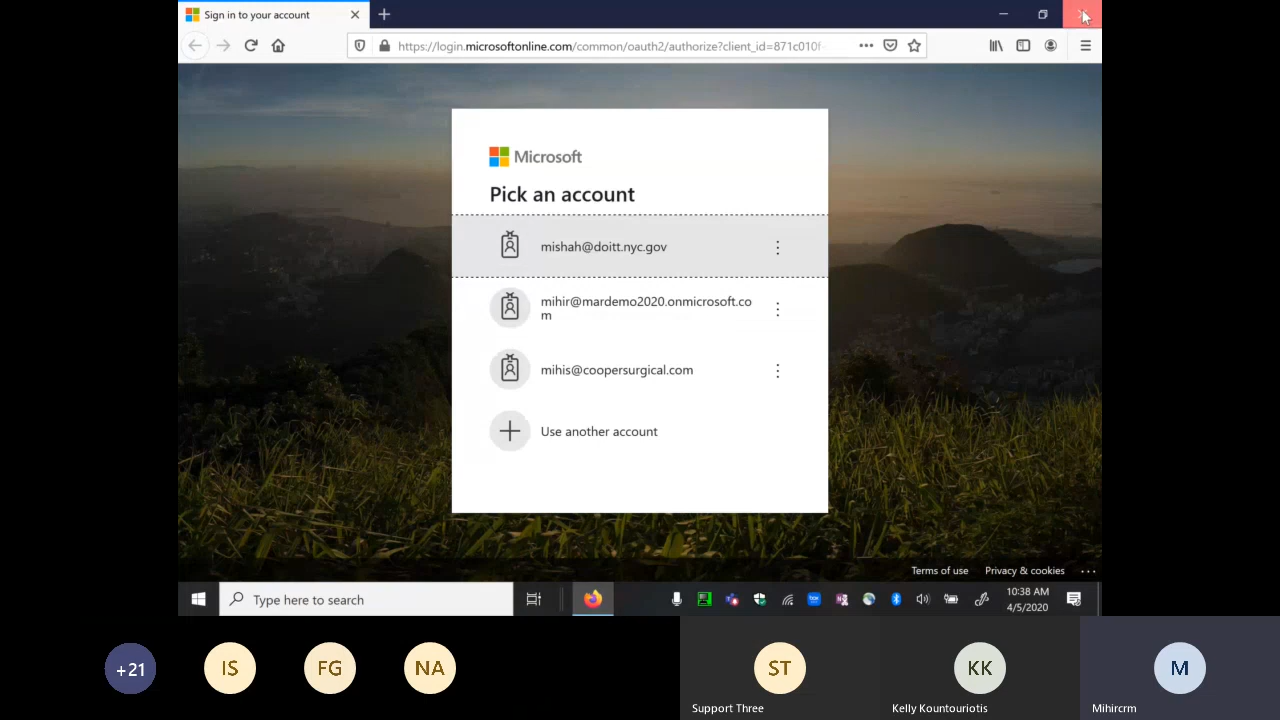 Sign in to your account
https://login.microsoftonline.com/common/oauth2/authorize?client_id=871c010f-
Microsoft
Pick an account
mishah@doitt.nyc.gov
mihir@mardemo2020.onmicrosoft.co
m
mihis@coopersurgical.com
Use another account
Terms of use
Privacy & cookies
Type here to search
10:38 AM
4/5/2020
+21
IS
FG
NA
ST
KK
M
Support Three
Kelly Kountouriotis
Mihircrm